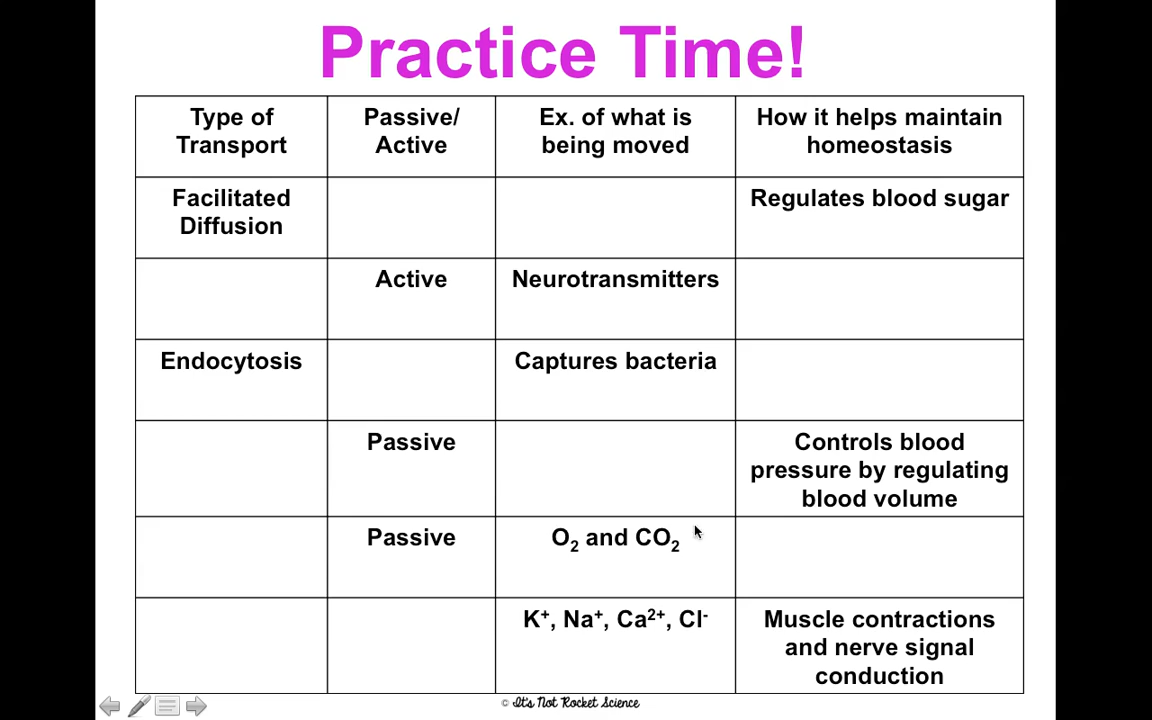 Practice Time!
Type of
Transport
Passive/
Active
Ex. of what is
being moved
How it helps maintain
homeostasis
Facilitated
Diffusion
Regulates blood sugar
Active
Neurotransmitters
Endocytosis
Captures bacteria
Passive
Controls blood
pressure by regulating
blood volume
Passive
O₂ and CO₂
K⁺, Na⁺, Ca²⁺, Cl⁻
Muscle contractions
and nerve signal
conduction
© It's Not Rocket Science